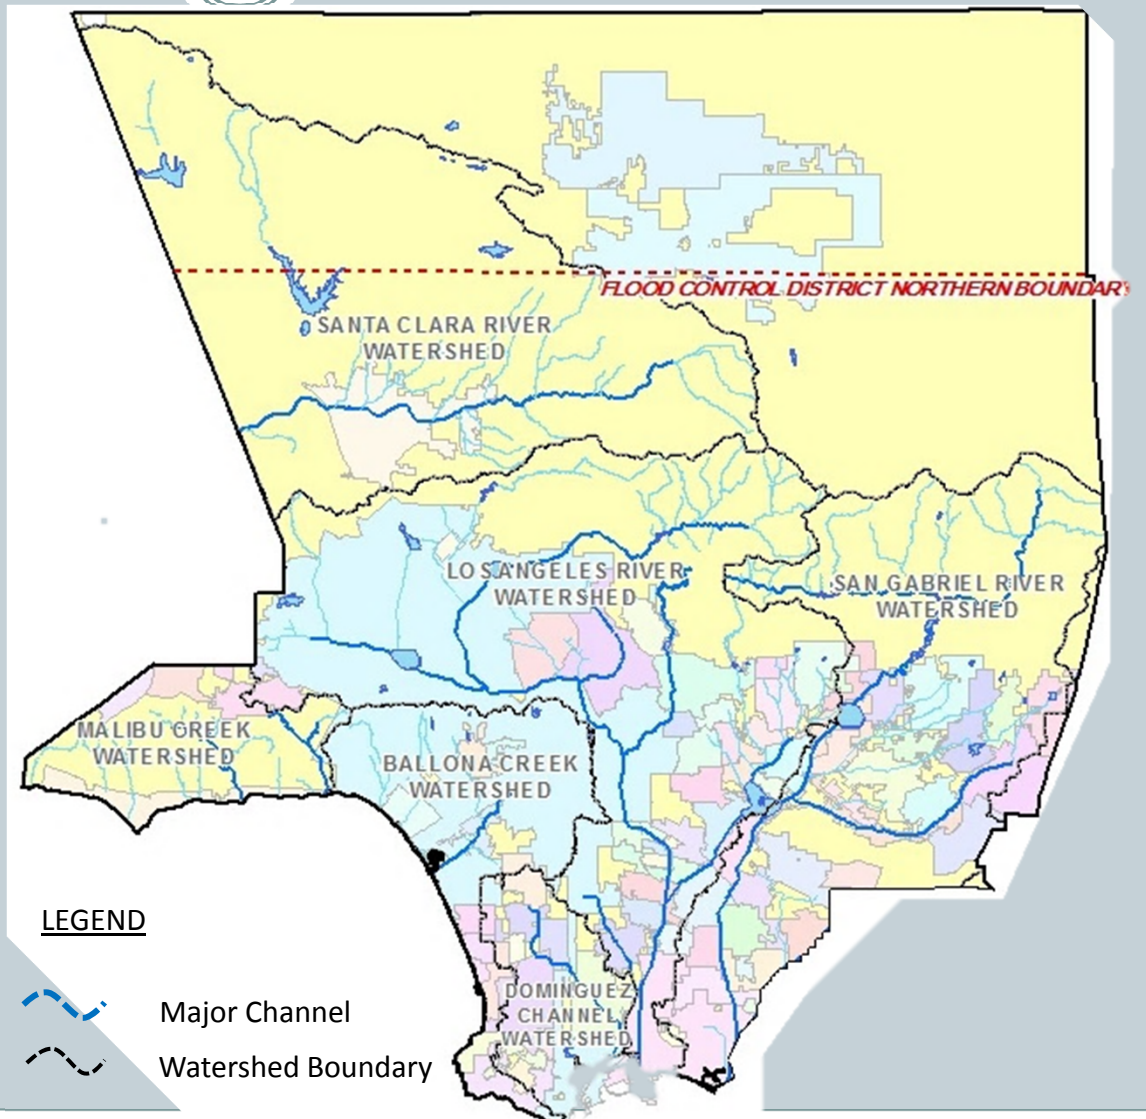 FLOOD CONTROL DISTRICT NORTHERN BOUNDARY
SANTA CLARA RIVER
WATERSHED
LOS ANGELES RIVER
WATERSHED
SAN GABRIEL RIVER
WATERSHED
MALIBU CREEK
WATERSHED
BALLONA CREEK
WATERSHED
DOMINGUEZ
CHANNEL
WATERSHED
LEGEND
Major Channel
Watershed Boundary